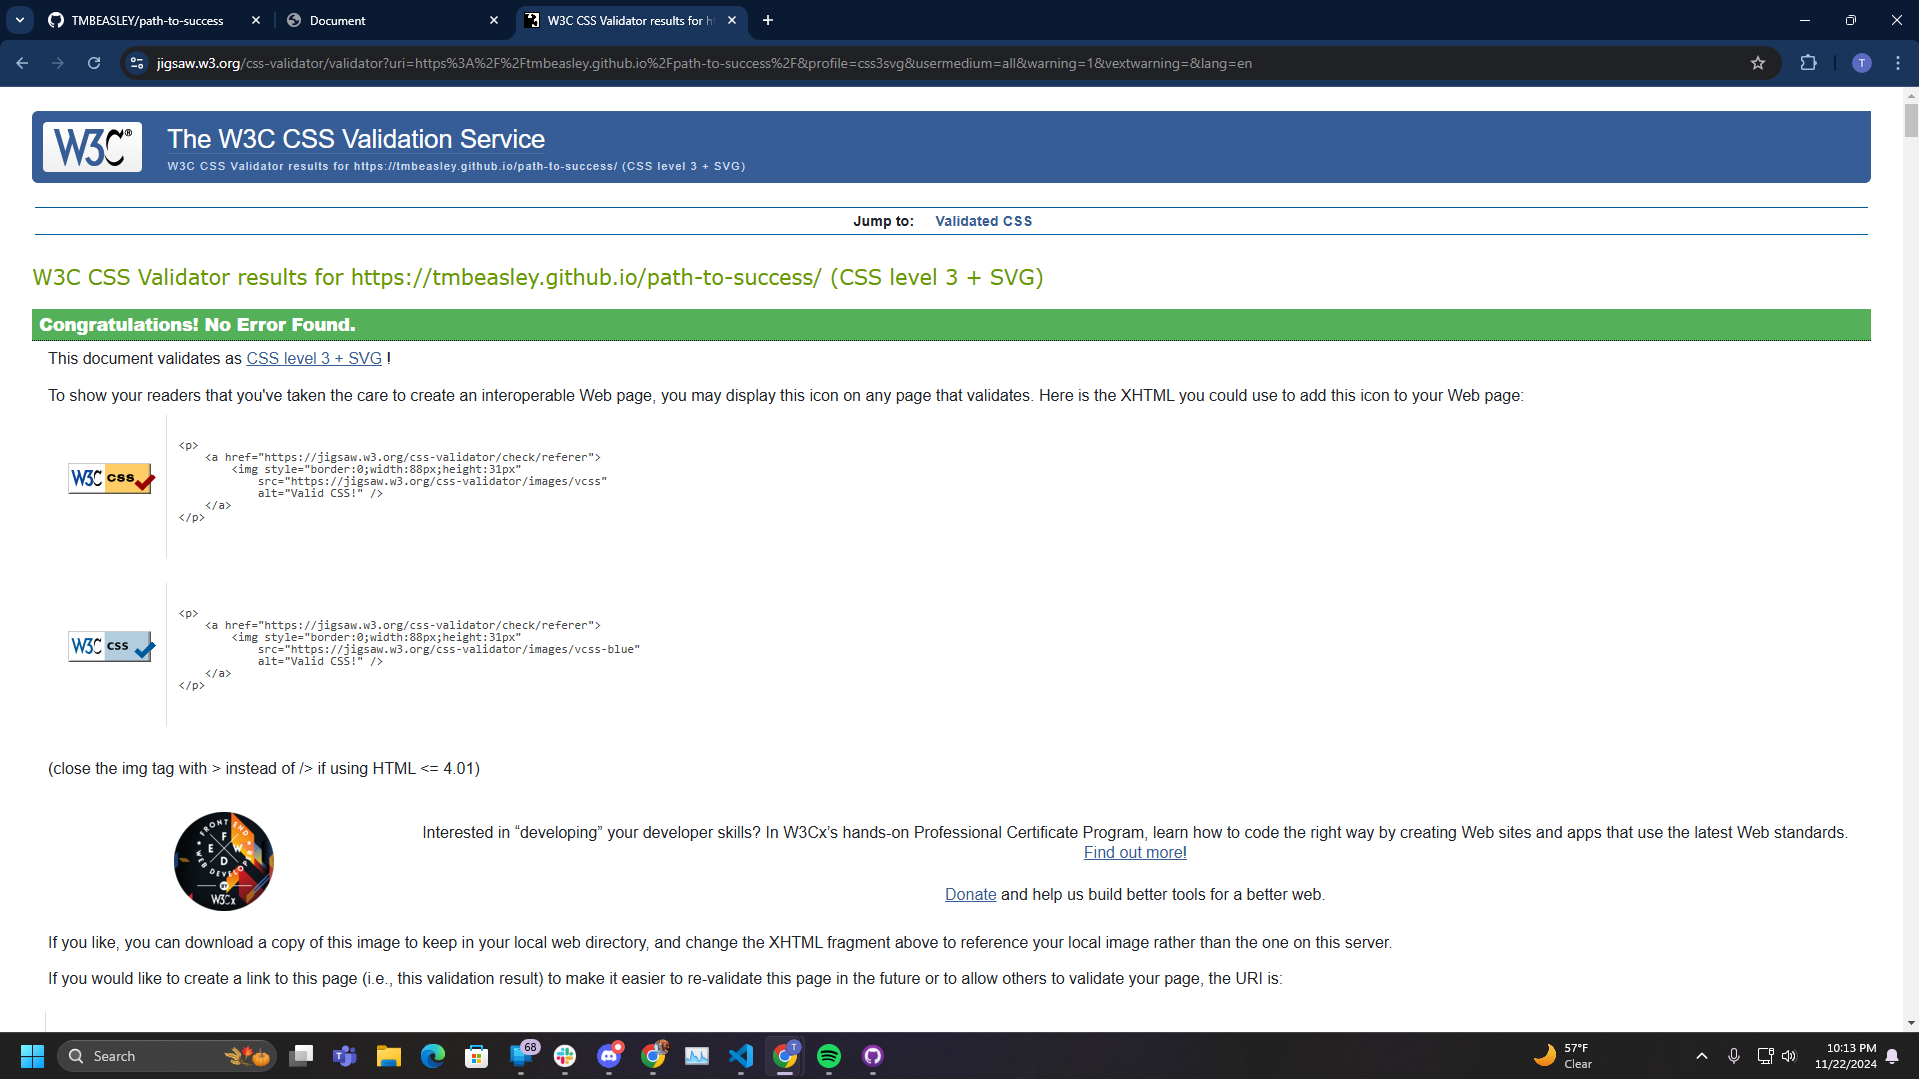 TMBEASLEY/path-to-success
Document
W3C CSS Validator results for h
jigsaw.w3.org/css-validator/validator?uri=https%3A%2F%2Ftmbeasley.github.io%2Fpath-to-success%2F&profile=css3svg&usermedium=all&warning=1&vextwarning=&lang=en
T
W3C®
The W3C CSS Validation Service
W3C CSS Validator results for https://tmbeasley.github.io/path-to-success/ (CSS level 3 + SVG)
Jump to: Validated CSS
W3C CSS Validator results for https://tmbeasley.github.io/path-to-success/ (CSS level 3 + SVG)
Congratulations! No Error Found.
This document validates as CSS level 3 + SVG !
To show your readers that you've taken the care to create an interoperable Web page, you may display this icon on any page that validates. Here is the XHTML you could use to add this icon to your Web page:
W3C css
<p>
<a href="https://jigsaw.w3.org/css-validator/check/referer">
<img style="border:0;width:88px;height:31px"
src="https://jigsaw.w3.org/css-validator/images/vcss"
alt="Valid CSS!" />
</a>
</p>
W3C css
<p>
<a href="https://jigsaw.w3.org/css-validator/check/referer">
<img style="border:0;width:88px;height:31px"
src="https://jigsaw.w3.org/css-validator/images/vcss-blue"
alt="Valid CSS!" />
</a>
</p>
(close the img tag with > instead of /> if using HTML <= 4.01)
FRONT END
F E W D
WEB DEVELOPER
BY
W3Cx
Interested in “developing” your developer skills? In W3Cx’s hands-on Professional Certificate Program, learn how to code the right way by creating Web sites and apps that use the latest Web standards.
Find out more!
Donate and help us build better tools for a better web.
If you like, you can download a copy of this image to keep in your local web directory, and change the XHTML fragment above to reference your local image rather than the one on this server.
If you would like to create a link to this page (i.e., this validation result) to make it easier to re-validate this page in the future or to allow others to validate your page, the URI is:
Search
68
T
57°F
Clear
10:13 PM
11/22/2024